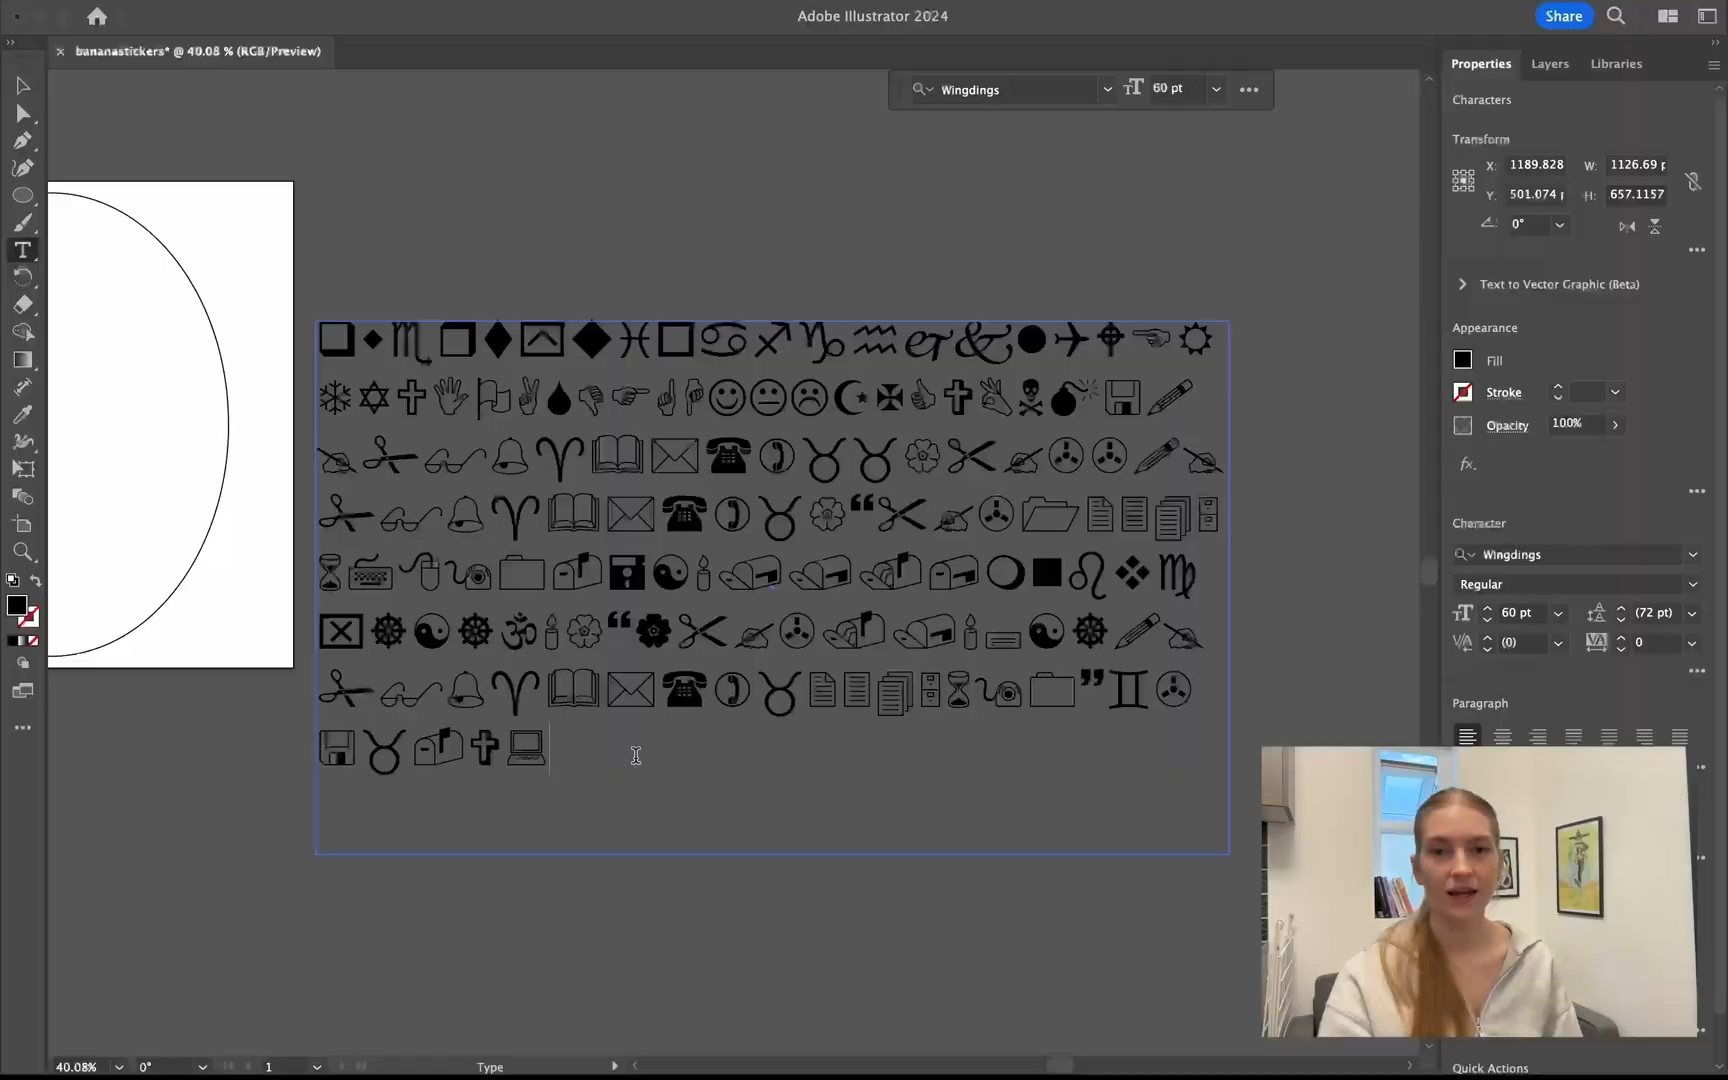 Adobe Illustrator 2024
Share
bananastickers* @ 40.08 % (RGB/Preview)
Wingdings
60 pt
Properties
Layers
Libraries
Characters
Transform
X: 1189.828
W: 1126.69 p
Y: 501.074 p
H: 657.1157
0°
Text to Vector Graphic (Beta)
Appearance
Fill
Stroke
Opacity
100%
fx.
Character
Wingdings
Regular
60 pt
(72 pt)
(0)
0
Paragraph
40.08%
0°
1
Type
Quick Actions